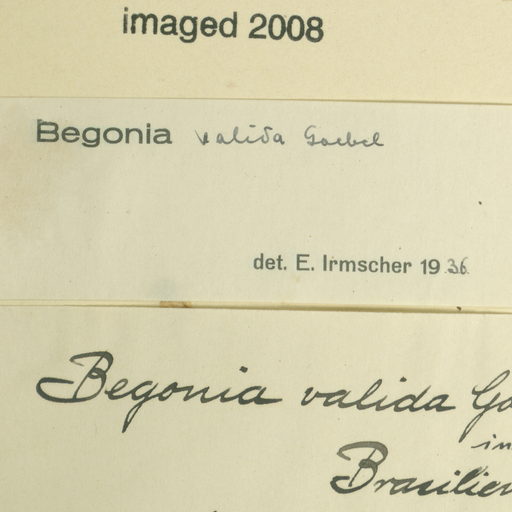 imaged 2008
Begonia valida Goebel
det. E. Irmscher 1936
Begonia valida Go
in
Brasilien